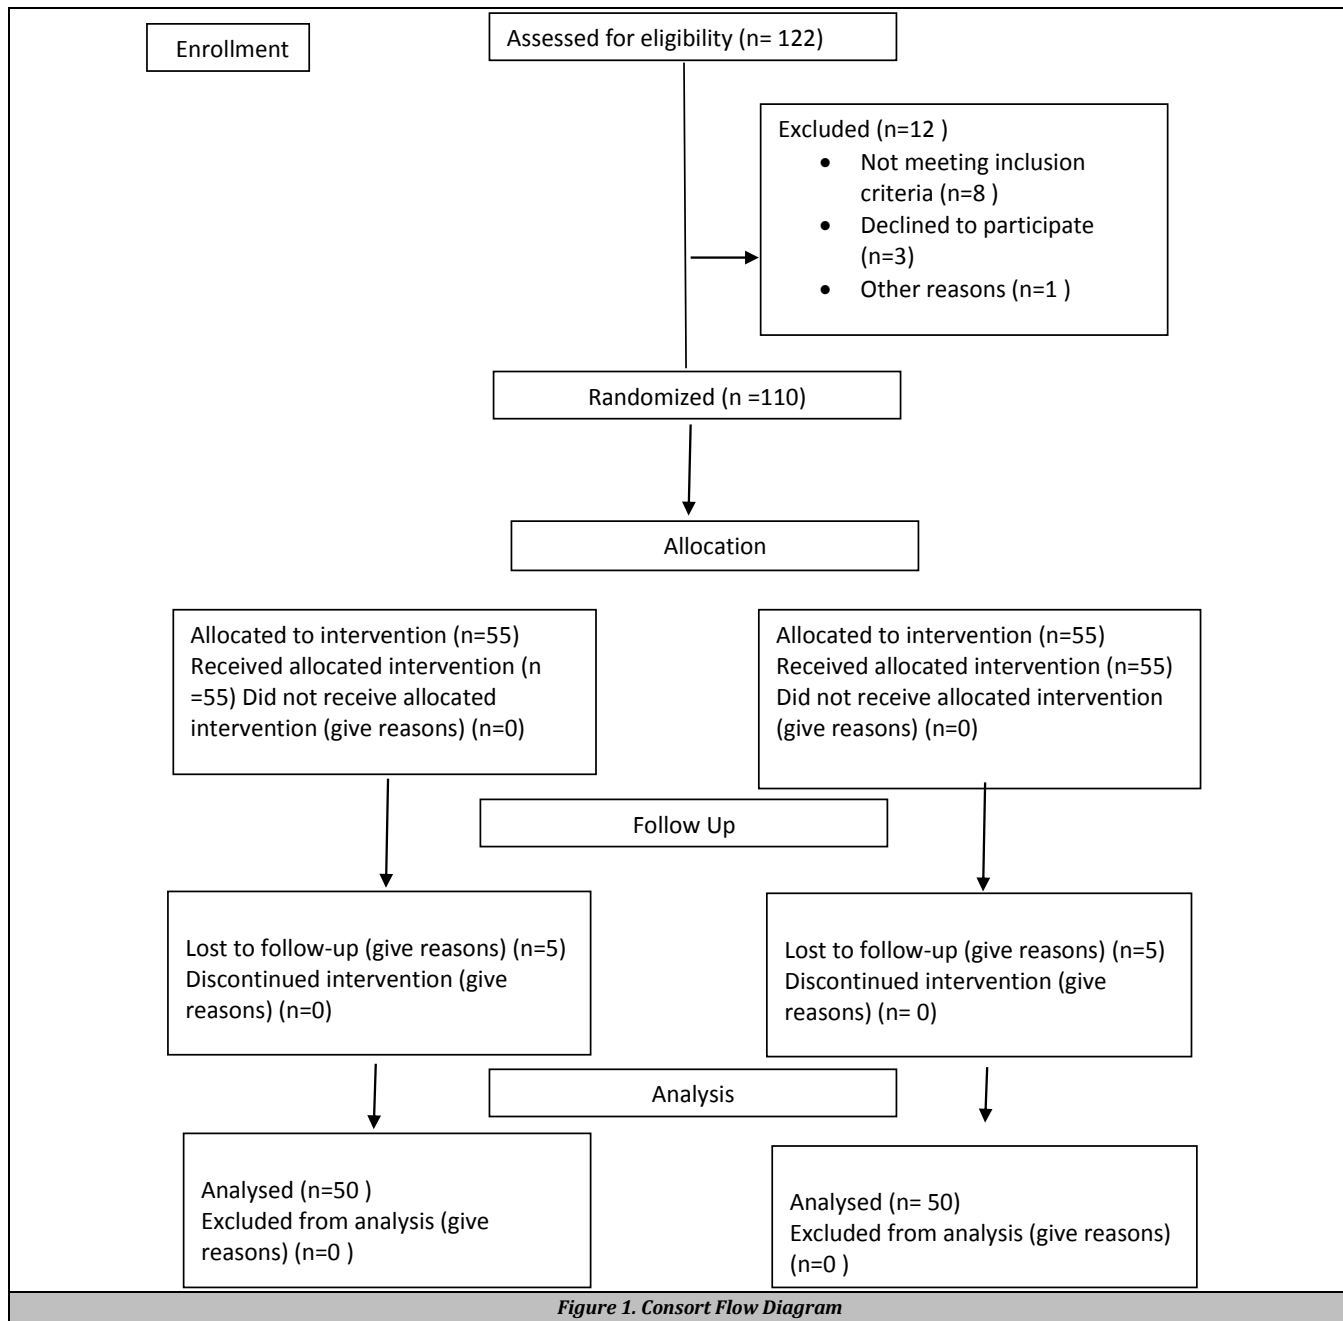 Enrollment
Assessed for eligibility (n= 122)
Excluded (n=12 )
• Not meeting inclusion
criteria (n=8 )
• Declined to participate
(n=3)
• Other reasons (n=1 )
Randomized (n =110)
Allocation
Allocated to intervention (n=55)
Received allocated intervention (n
=55) Did not receive allocated
intervention (give reasons) (n=0)
Allocated to intervention (n=55)
Received allocated intervention (n=55)
Did not receive allocated intervention
(give reasons) (n=0)
Follow Up
Lost to follow-up (give reasons) (n=5)
Discontinued intervention (give
reasons) (n=0)
Lost to follow-up (give reasons) (n=5)
Discontinued intervention (give
reasons) (n= 0)
Analysis
Analysed (n=50 )
Excluded from analysis (give
reasons) (n=0 )
Analysed (n= 50)
Excluded from analysis (give reasons)
(n=0 )
Figure 1. Consort Flow Diagram